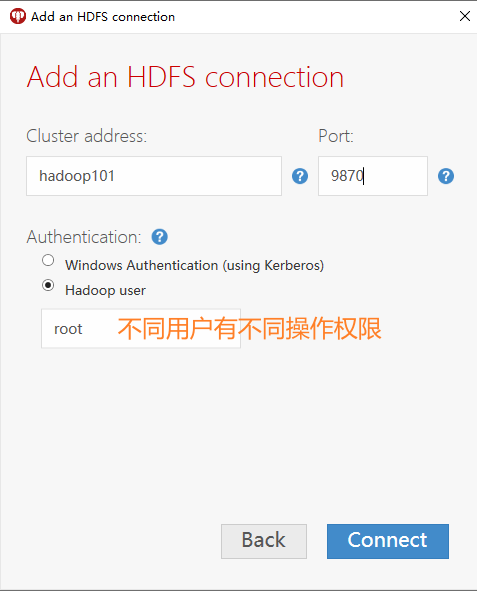 Add an HDFS connection
Add an HDFS connection
Cluster address:
Port:
hadoop101
?
9870
?
Authentication: ?
Windows Authentication (using Kerberos)
Hadoop user
root 不同用户有不同操作权限
Back
Connect